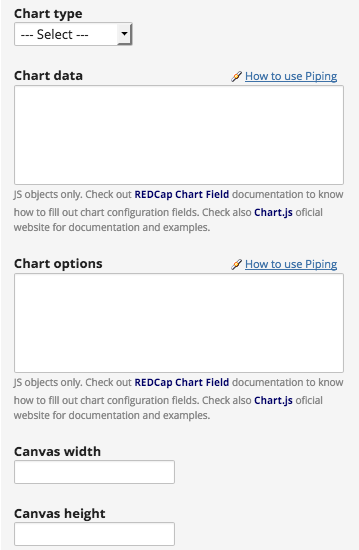 Chart type
--- Select ---
Chart data How to use Piping
JS objects only. Check out REDCap Chart Field documentation to know
how to fill out chart configuration fields. Check also Chart.js oficial
website for documentation and examples.
Chart options How to use Piping
JS objects only. Check out REDCap Chart Field documentation to know
how to fill out chart configuration fields. Check also Chart.js oficial
website for documentation and examples.
Canvas width
Canvas height